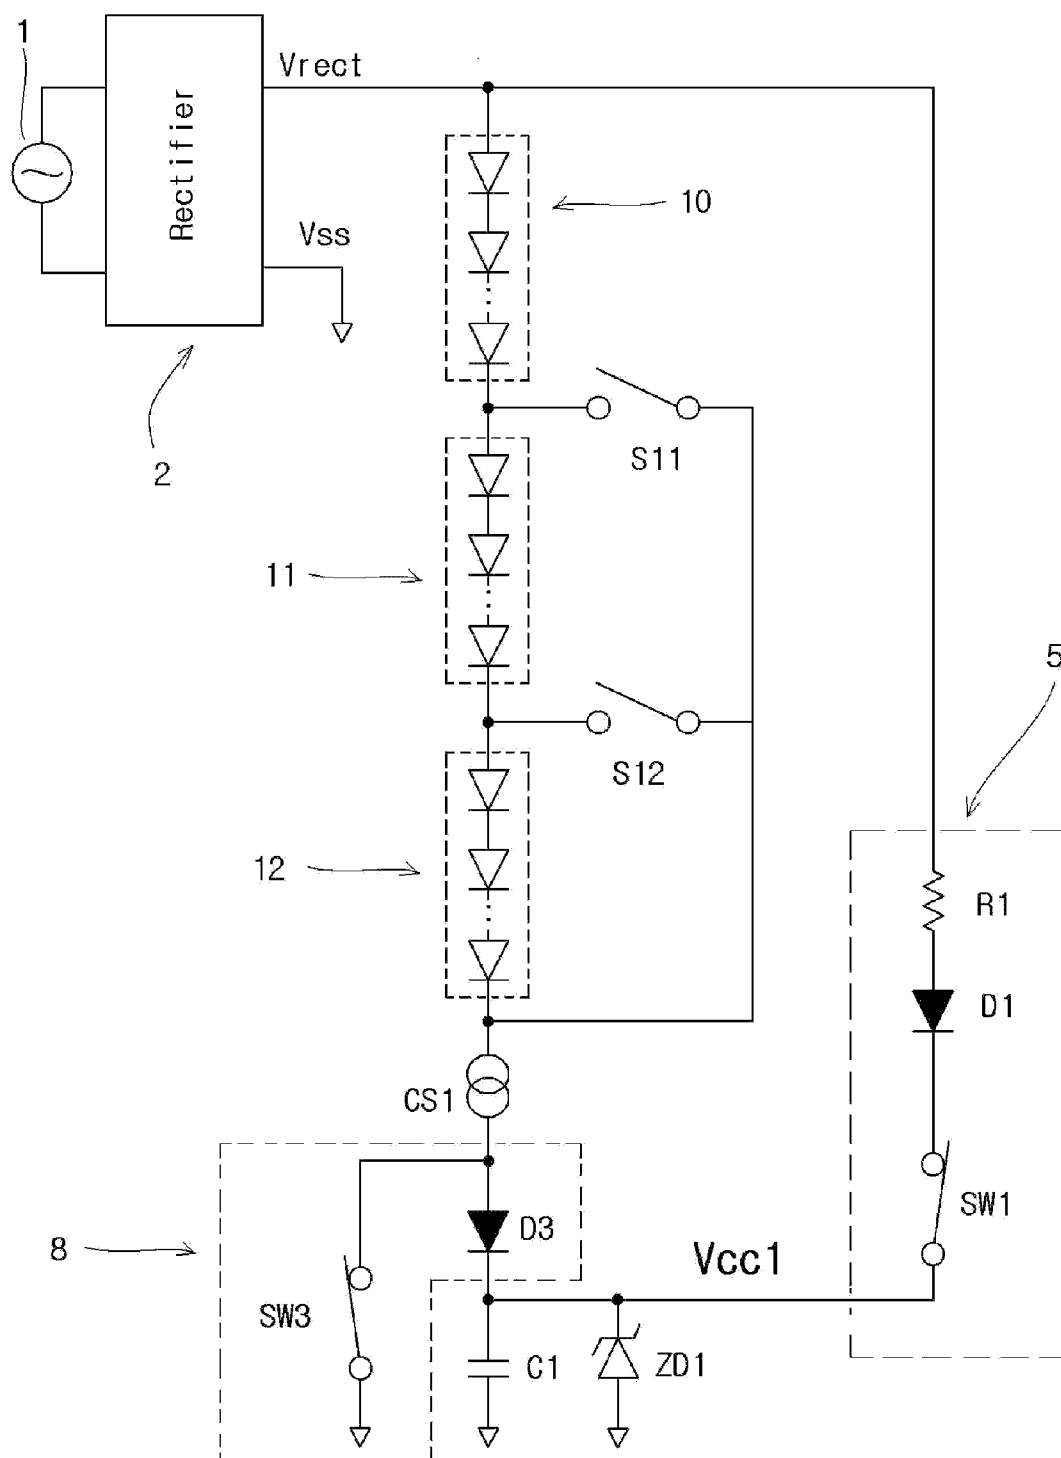 1
Rectifier
Vrect
Vss
2
10
S11
11
S12
12
5
R1
D1
CS1
SW1
8
D3
Vcc1
SW3
C1
ZD1